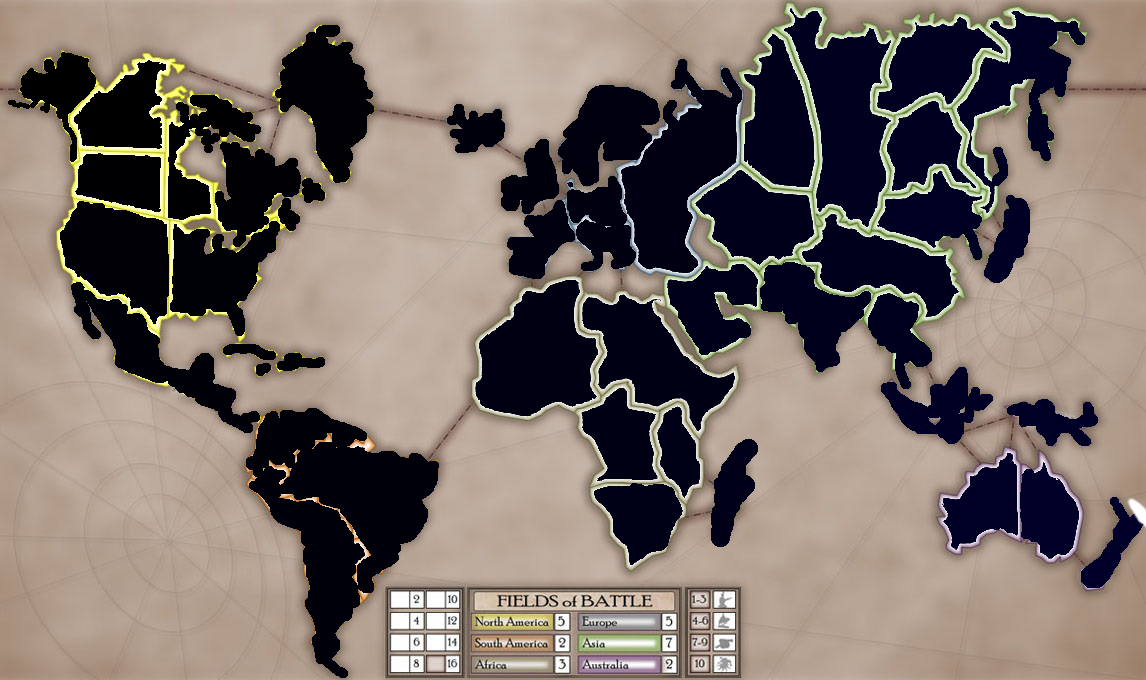 FIELDS of BATTLE
2 10
4 12
6 14
8 16
North America 5
Europe 5
South America 2
Asia 7
Africa 3
Australia 2
1-3
4-6
7-9
10